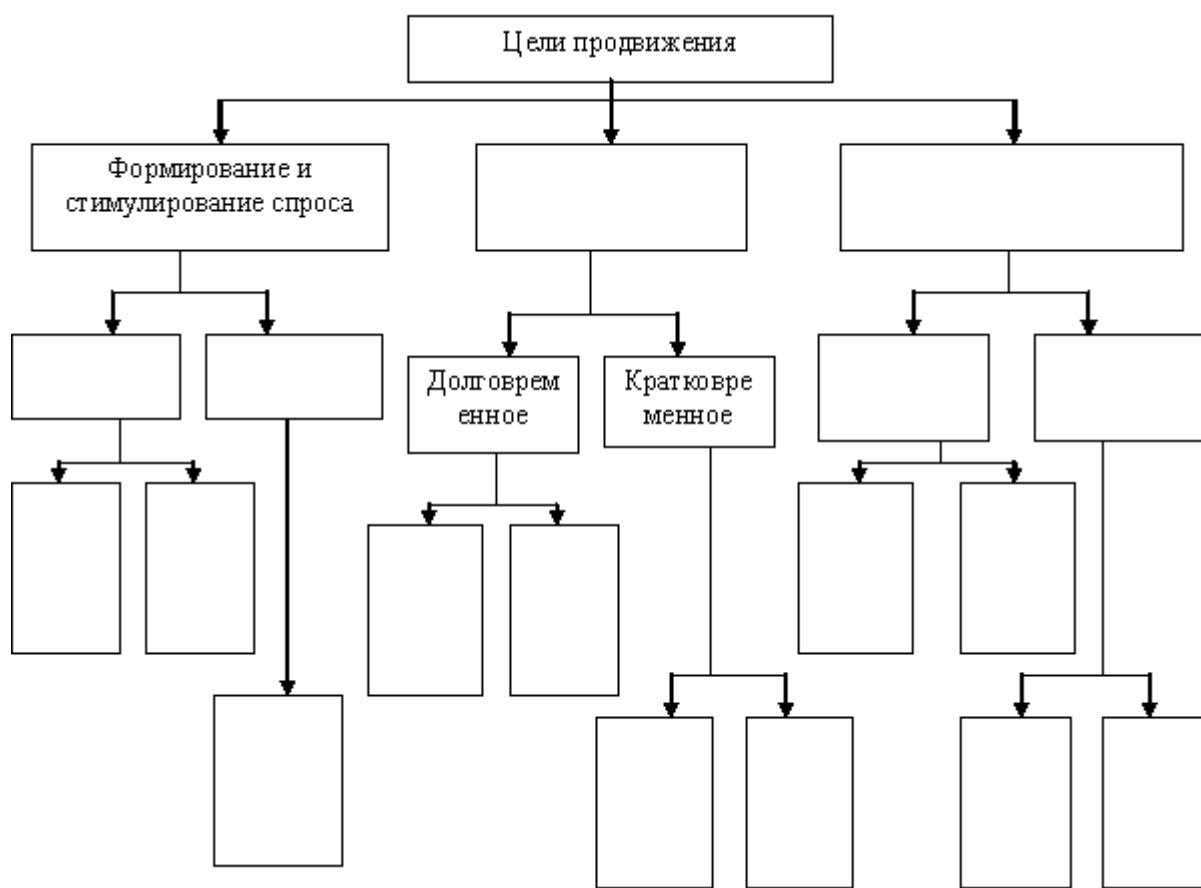 Цели продвижения
Формирование и
стимулирование спроса
Долговрем
енное
Кратковре
менное